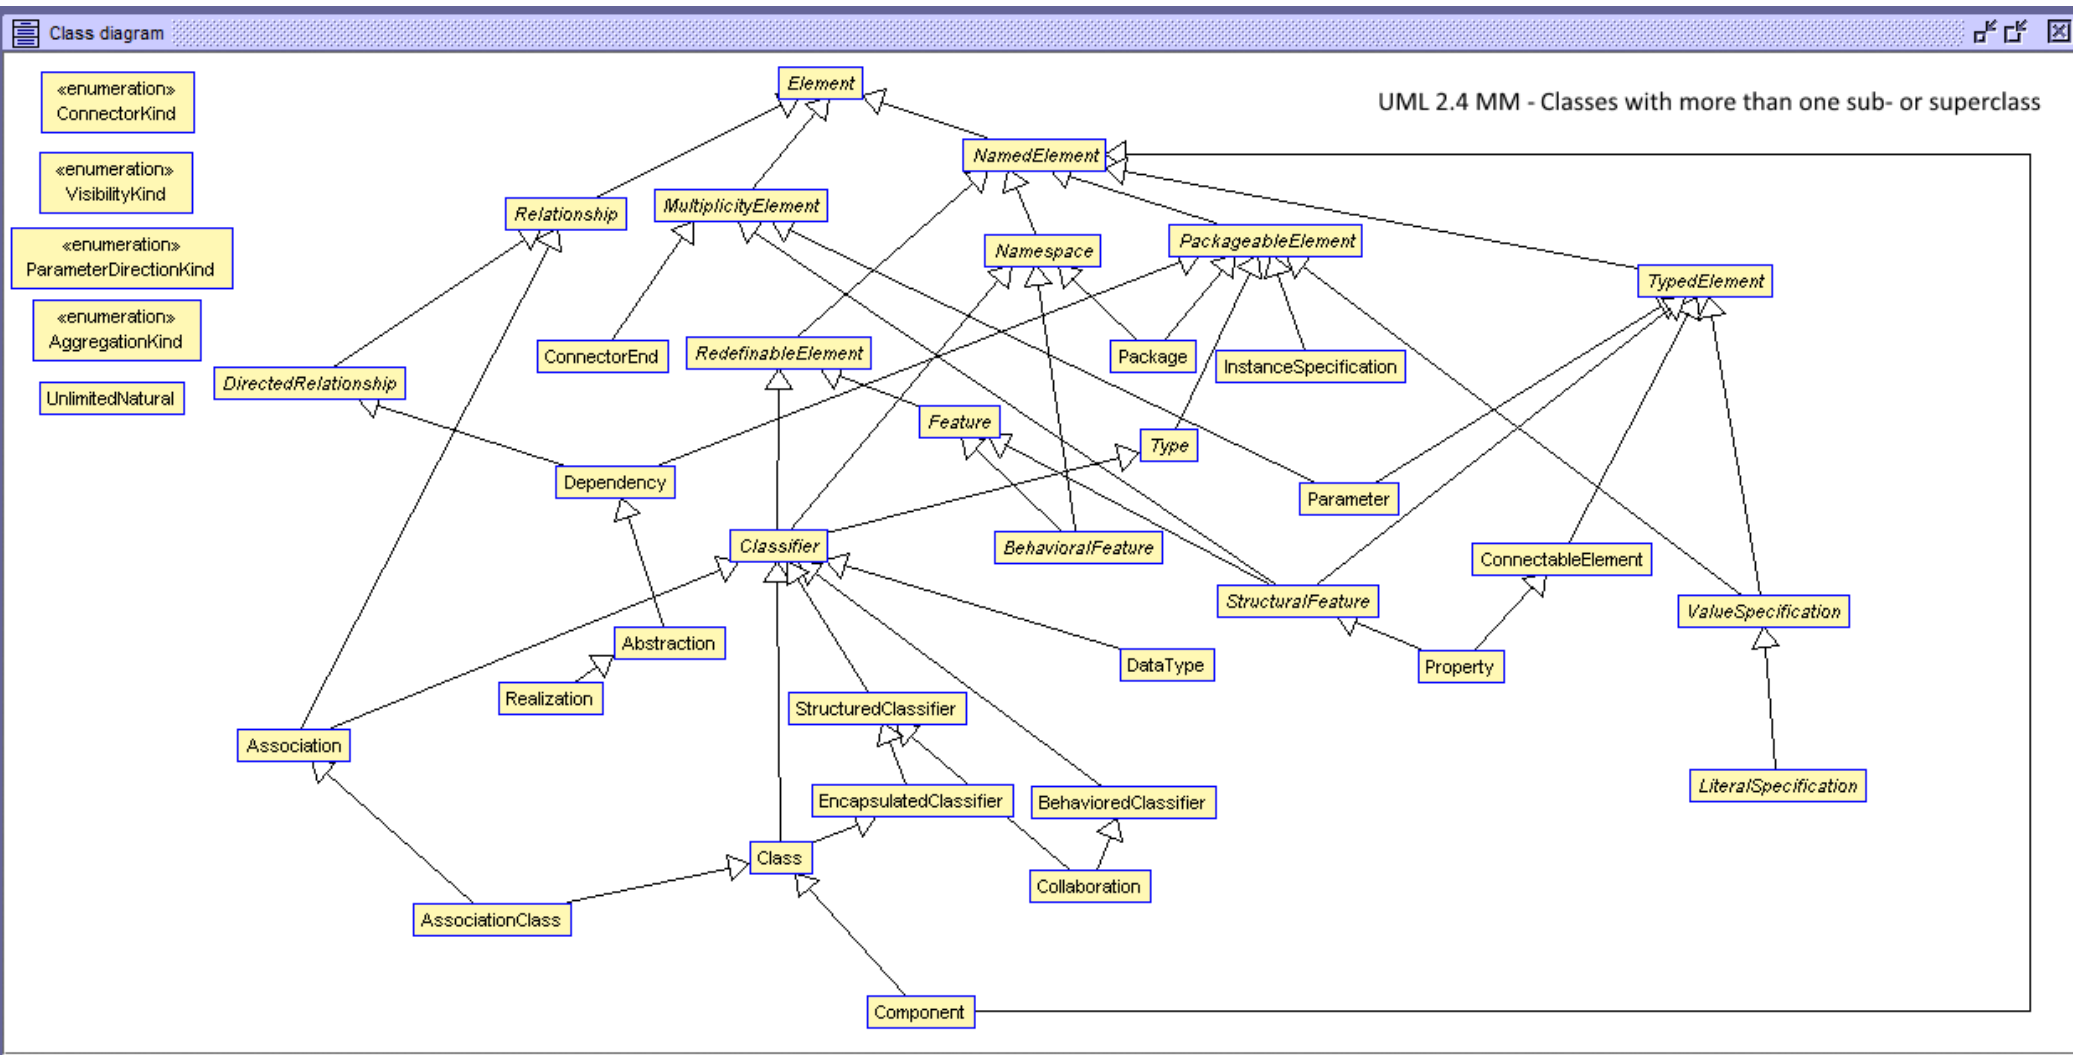 Class diagram
UML 2.4 MM - Classes with more than one sub- or superclass
«enumeration»
ConnectorKind
«enumeration»
VisibilityKind
«enumeration»
ParameterDirectionKind
«enumeration»
AggregationKind
UnlimitedNatural
Element
NamedElement
Relationship
MultiplicityElement
Namespace
PackageableElement
TypedElement
DirectedRelationship
ConnectorEnd
RedefinableElement
Package
InstanceSpecification
Feature
Type
Dependency
Parameter
Classifier
BehavioralFeature
ConnectableElement
StructuralFeature
ValueSpecification
Abstraction
DataType
Property
Realization
StructuredClassifier
Association
EncapsulatedClassifier
BehavioredClassifier
LiteralSpecification
Class
Collaboration
AssociationClass
Component